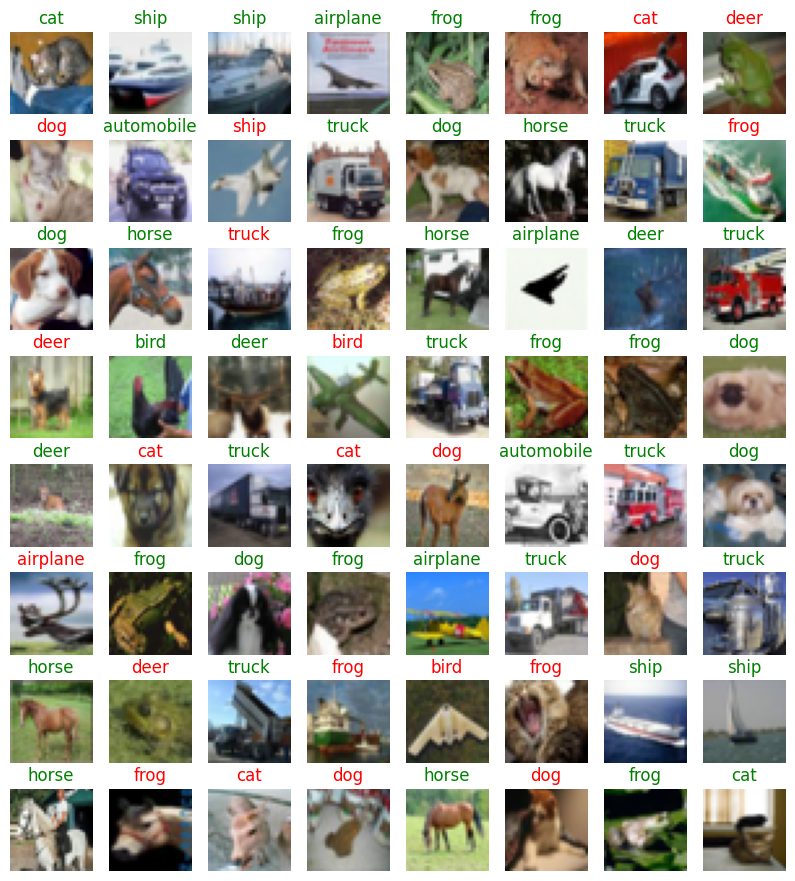 cat ship ship airplane frog frog cat deer
dog automobile ship truck dog horse truck frog
dog horse truck frog horse airplane deer truck
deer bird deer bird truck frog frog dog
deer cat truck cat dog automobile truck dog
airplane frog dog frog airplane truck dog truck
horse deer truck frog bird frog ship ship
horse frog cat dog horse dog frog cat